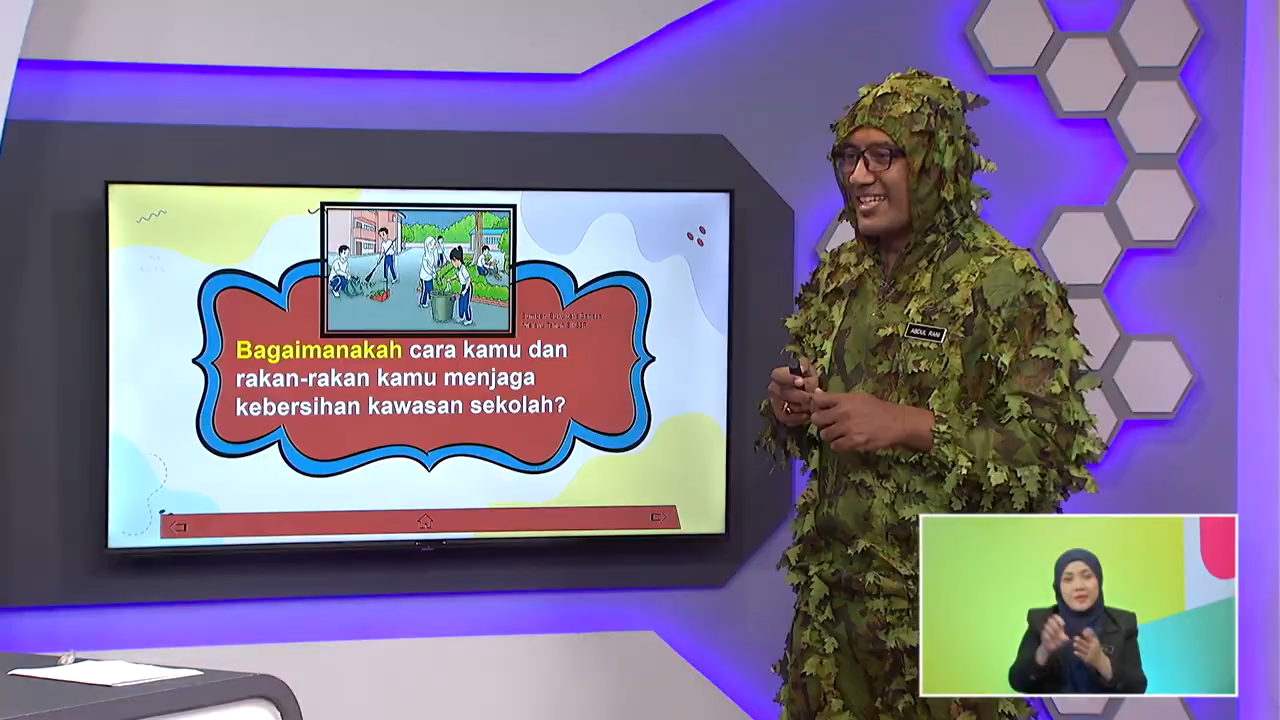 Bagaimanakah cara kamu dan
rakan-rakan kamu menjaga
kebersihan kawasan sekolah?
ABDUL RANI